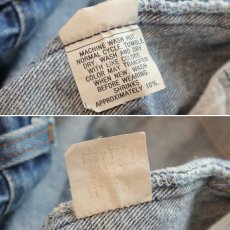 MACHINE WASH HOT
NORMAL CYCLE TUMBLE
DRY. WASH AND DRY
WITH LIKE COLORS
COLOR MAY TRANSFER
WHEN NEW. WASH
BEFORE WEARING.
SHRINKS
APPROXIMATELY 10%